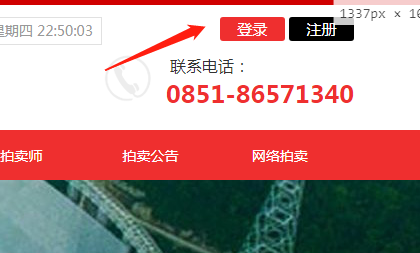 星期四 22:50:03
登录 注册
1337px ×
联系电话：
0851-86571340
拍卖师 拍卖公告 网络拍卖